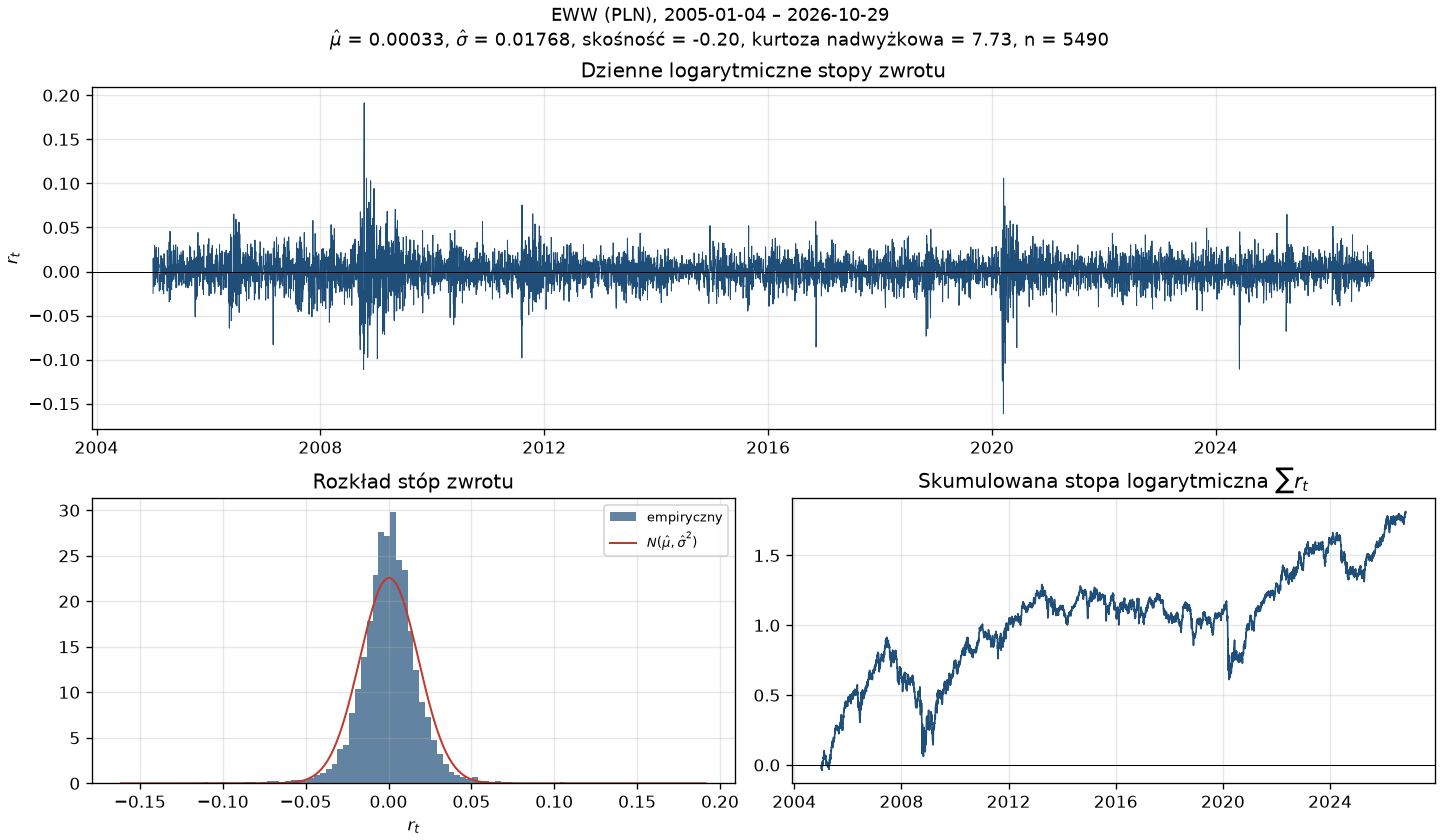 EWW (PLN), 2005-01-04 – 2026-10-29
μ̂ = 0.00033, σ̂ = 0.01768, skośność = -0.20, kurtoza nadwyżkowa = 7.73, n = 5490
Dzienne logarytmiczne stopy zwrotu
0.20
0.15
0.10
0.05
0.00
−0.05
−0.10
−0.15
r_t
2004 2008 2012 2016 2020 2024
Rozkład stóp zwrotu
30
25
20
15
10
5
0
empiryczny
N(μ̂, σ̂²)
−0.15 −0.10 −0.05 0.00 0.05 0.10 0.15 0.20
r_t
Skumulowana stopa logarytmiczna ∑r_t
1.5
1.0
0.5
0.0
2004 2008 2012 2016 2020 2024